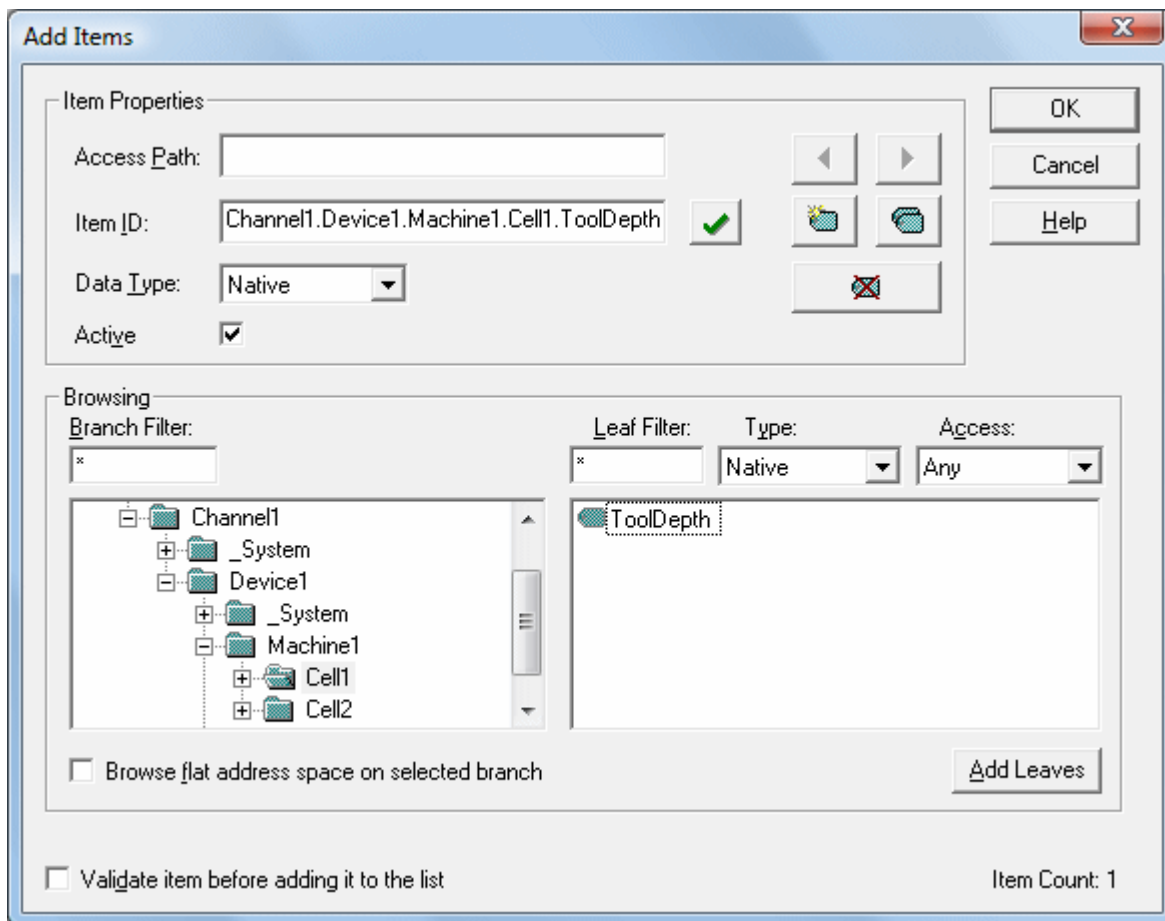 Add Items
Item Properties
Access Path:
OK
Cancel
Item ID: Channel1.Device1.Machine1.Cell1.ToolDepth
Help
Data Type: Native
Active
Browsing
Branch Filter: Leaf Filter: Type: Access:
* * Native Any
Channel1
_System
Device1
_System
Machine1
Cell1
Cell2
ToolDepth
Browse flat address space on selected branch
Add Leaves
Validate item before adding it to the list
Item Count: 1